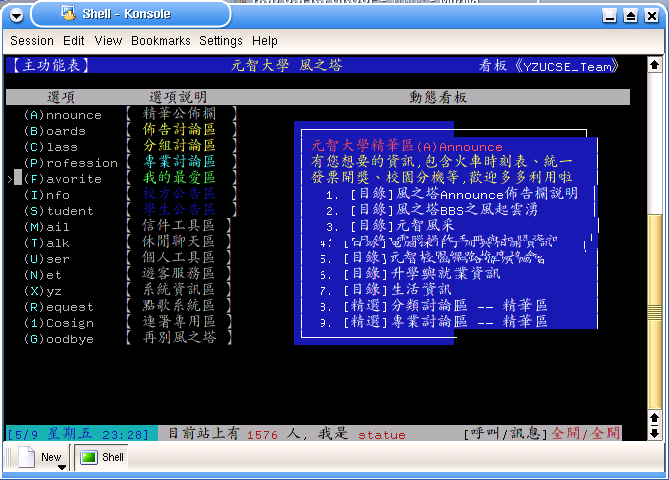 Shell - Konsole
Session Edit View Bookmarks Settings Help
【主功能表】 元智大學 風之塔 看板《YZUCSE_Team》
選項 選項說明 動態看板
(A)nnounce 【 精華公佈欄 】
(B)oards 【 佈告討論區 】
(C)lass 【 分組討論區 】 元智大學精華區(A)Announce
(P)rofession 【 專業討論區 】 有您想要的資訊,包含火車時刻表、統一
>(F)avorite 【 我的最愛區 】 發票開獎、校園分機等,歡迎多多利用啦
(I)nfo 【 校方公告區 】 1. [目錄]風之塔Announce佈告欄說明
(S)tudent 【 學生公告區 】 2. [目錄]風之塔BBS之風起雲湧
(M)ail 【 信件工具區 】 3. [目錄]元智風采
(T)alk 【 休閒聊天區 】 4. [目錄]
(U)ser 【 個人工具區 】 5. [目錄]元智校園網路
(N)et 【 遊客服務區 】 6. [目錄]升學與就業資訊
(X)yz 【 系統資訊區 】 7. [目錄]生活資訊
(R)equest 【 點歌系統區 】 8. [精選]分類討論區 -- 精華區
(1)Cosign 【 連署專用區 】 9. [精選]專業討論區 -- 精華區
(G)oodbye 【 再別風之塔 】
[5/9 星期五 23:28] 目前站上有 1576 人, 我是 statue [呼叫/訊息]全開/全開
New Shell